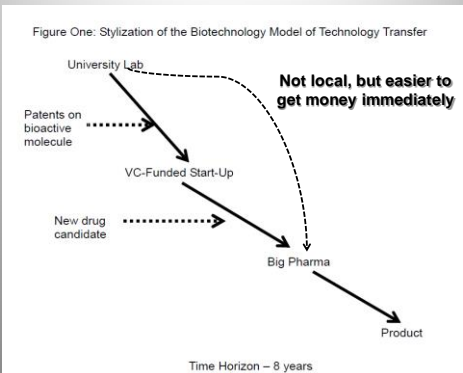 Figure One: Stylization of the Biotechnology Model of Technology Transfer
University Lab
Not local, but easier to
get money immediately
Patents on
bioactive
molecule
VC-Funded Start-Up
New drug
candidate
Big Pharma
Product
Time Horizon – 8 years